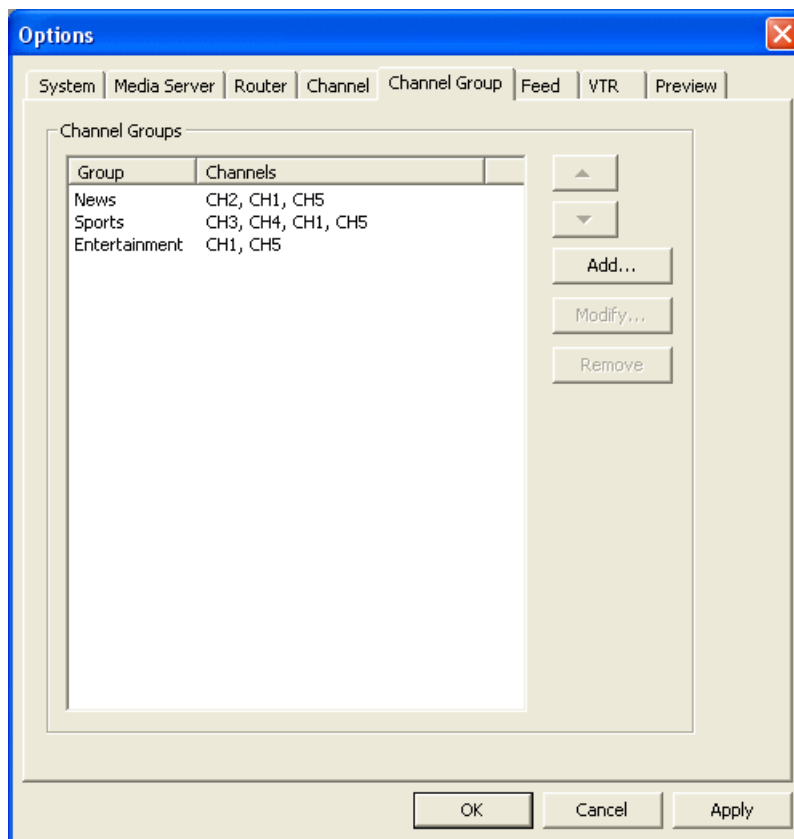 Options
System Media Server Router Channel Channel Group Feed VTR Preview
Channel Groups
Group Channels
News CH2, CH1, CH5
Sports CH3, CH4, CH1, CH5
Entertainment CH1, CH5
Add...
Modify...
Remove
OK Cancel Apply